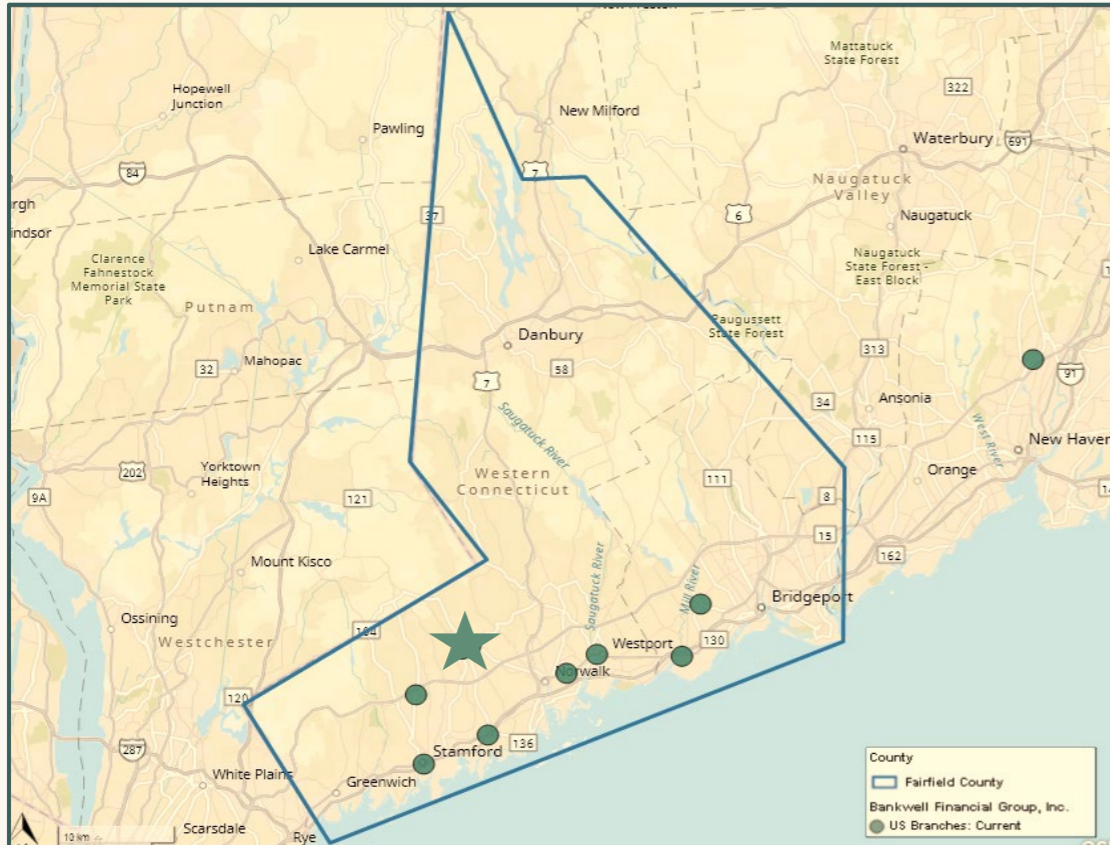 Mattatuck
State Forest
Hopewell
Junction
322
New Milford
Pawling
Waterbury
691
84
7
Naugatuck
Valley
37
6
Naugatuck
Lake Carmel
Clarence
Fahnestock
Memorial State
Park
Naugatuck
State Forest -
East Block
Putnam
Paugussett
State Forest
Danbury
313
32
Mahopac
58
91
7
34
Ansonia
Saugatuck River
West River
115
New Haven
202
Yorktown
Heights
Western
Connecticut
Orange
9A
121
111
8
15
162
Mount Kisco
Mill River
Bridgeport
Ossining
Saugatuck River
Westchester
104
Westport
130
Norwalk
120
287
Stamford
136
White Plains
Greenwich
County
Fairfield County
Bankwell Financial Group, Inc.
US Branches: Current
Scarsdale
10 km
Rye